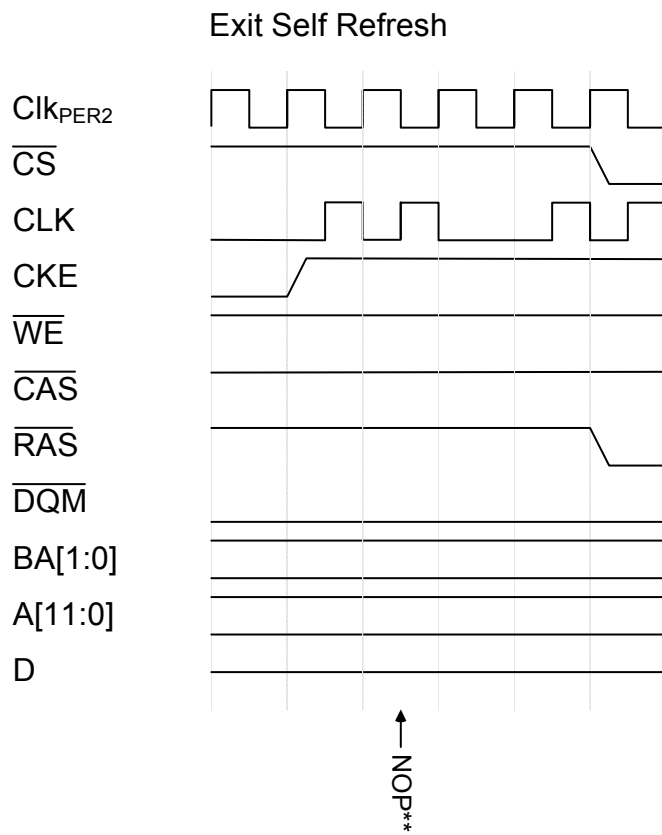 Exit Self Refresh
ClkPER2
CS
CLK
CKE
WE
CAS
RAS
DQM
BA[1:0]
A[11:0]
D
NOP**